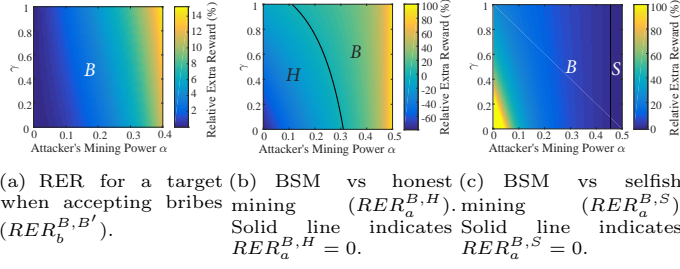 1
0.8
0.6
0.4
0.2
0
γ
B
0 0.1 0.2 0.3 0.4
Attacker's Mining Power α
14
12
10
8
6
4
2
Relative Extra Reward (%)
1
0.8
0.6
0.4
0.2
0
γ
H
B
0 0.1 0.2 0.3 0.4 0.5
Attacker's Mining Power α
100
80
60
40
20
0
-20
-40
-60
Relative Extra Reward (%)
1
0.8
0.6
0.4
0.2
0
γ
B
S
0 0.1 0.2 0.3 0.4 0.5
Attacker's Mining Power α
100
80
60
40
20
0
Relative Extra Reward (%)
(a) RER for a target
when accepting bribes
(RER_b^{B,B′}).
(b) BSM vs honest
mining (RER_a^{B,H}).
Solid line indicates
RER_a^{B,H} = 0.
(c) BSM vs selfish
mining (RER_a^{B,S})
Solid line indicates
RER_a^{B,S} = 0.